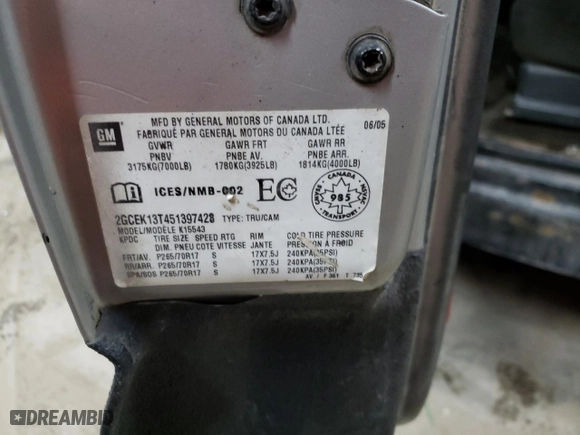 GM
MFD BY GENERAL MOTORS OF CANADA LTD. 06/05
FABRIQUÉ PAR GENERAL MOTORS DU CANADA LTÉE
GVWR GAWR FRT GAWR RR
PNBV PNBE AV. PNBE ARR.
3175KG(7000LB) 1780KG(3925LB) 1814KG(4000LB)
ICES/NMB-002 EC CANADA 985 TRANSPORT
2GCEK13T451397428 TYPE: TRU/CAM
MODEL/MODÈLE K15543
KPDC TIRE SIZE SPEED RTG RIM COLD TIRE PRESSURE
DIM. PNEU COTE VITESSE JANTE PRESSION À FROID
FRT/AV. P265/70R17 S 17X7.5J 240KPA(35PSI)
RR/ARR. P265/70R17 S 17X7.5J 240KPA(35PSI)
SPA/SOS P265/70R17 S 17X7.5J 240KPA(35PSI)
DREAMBID